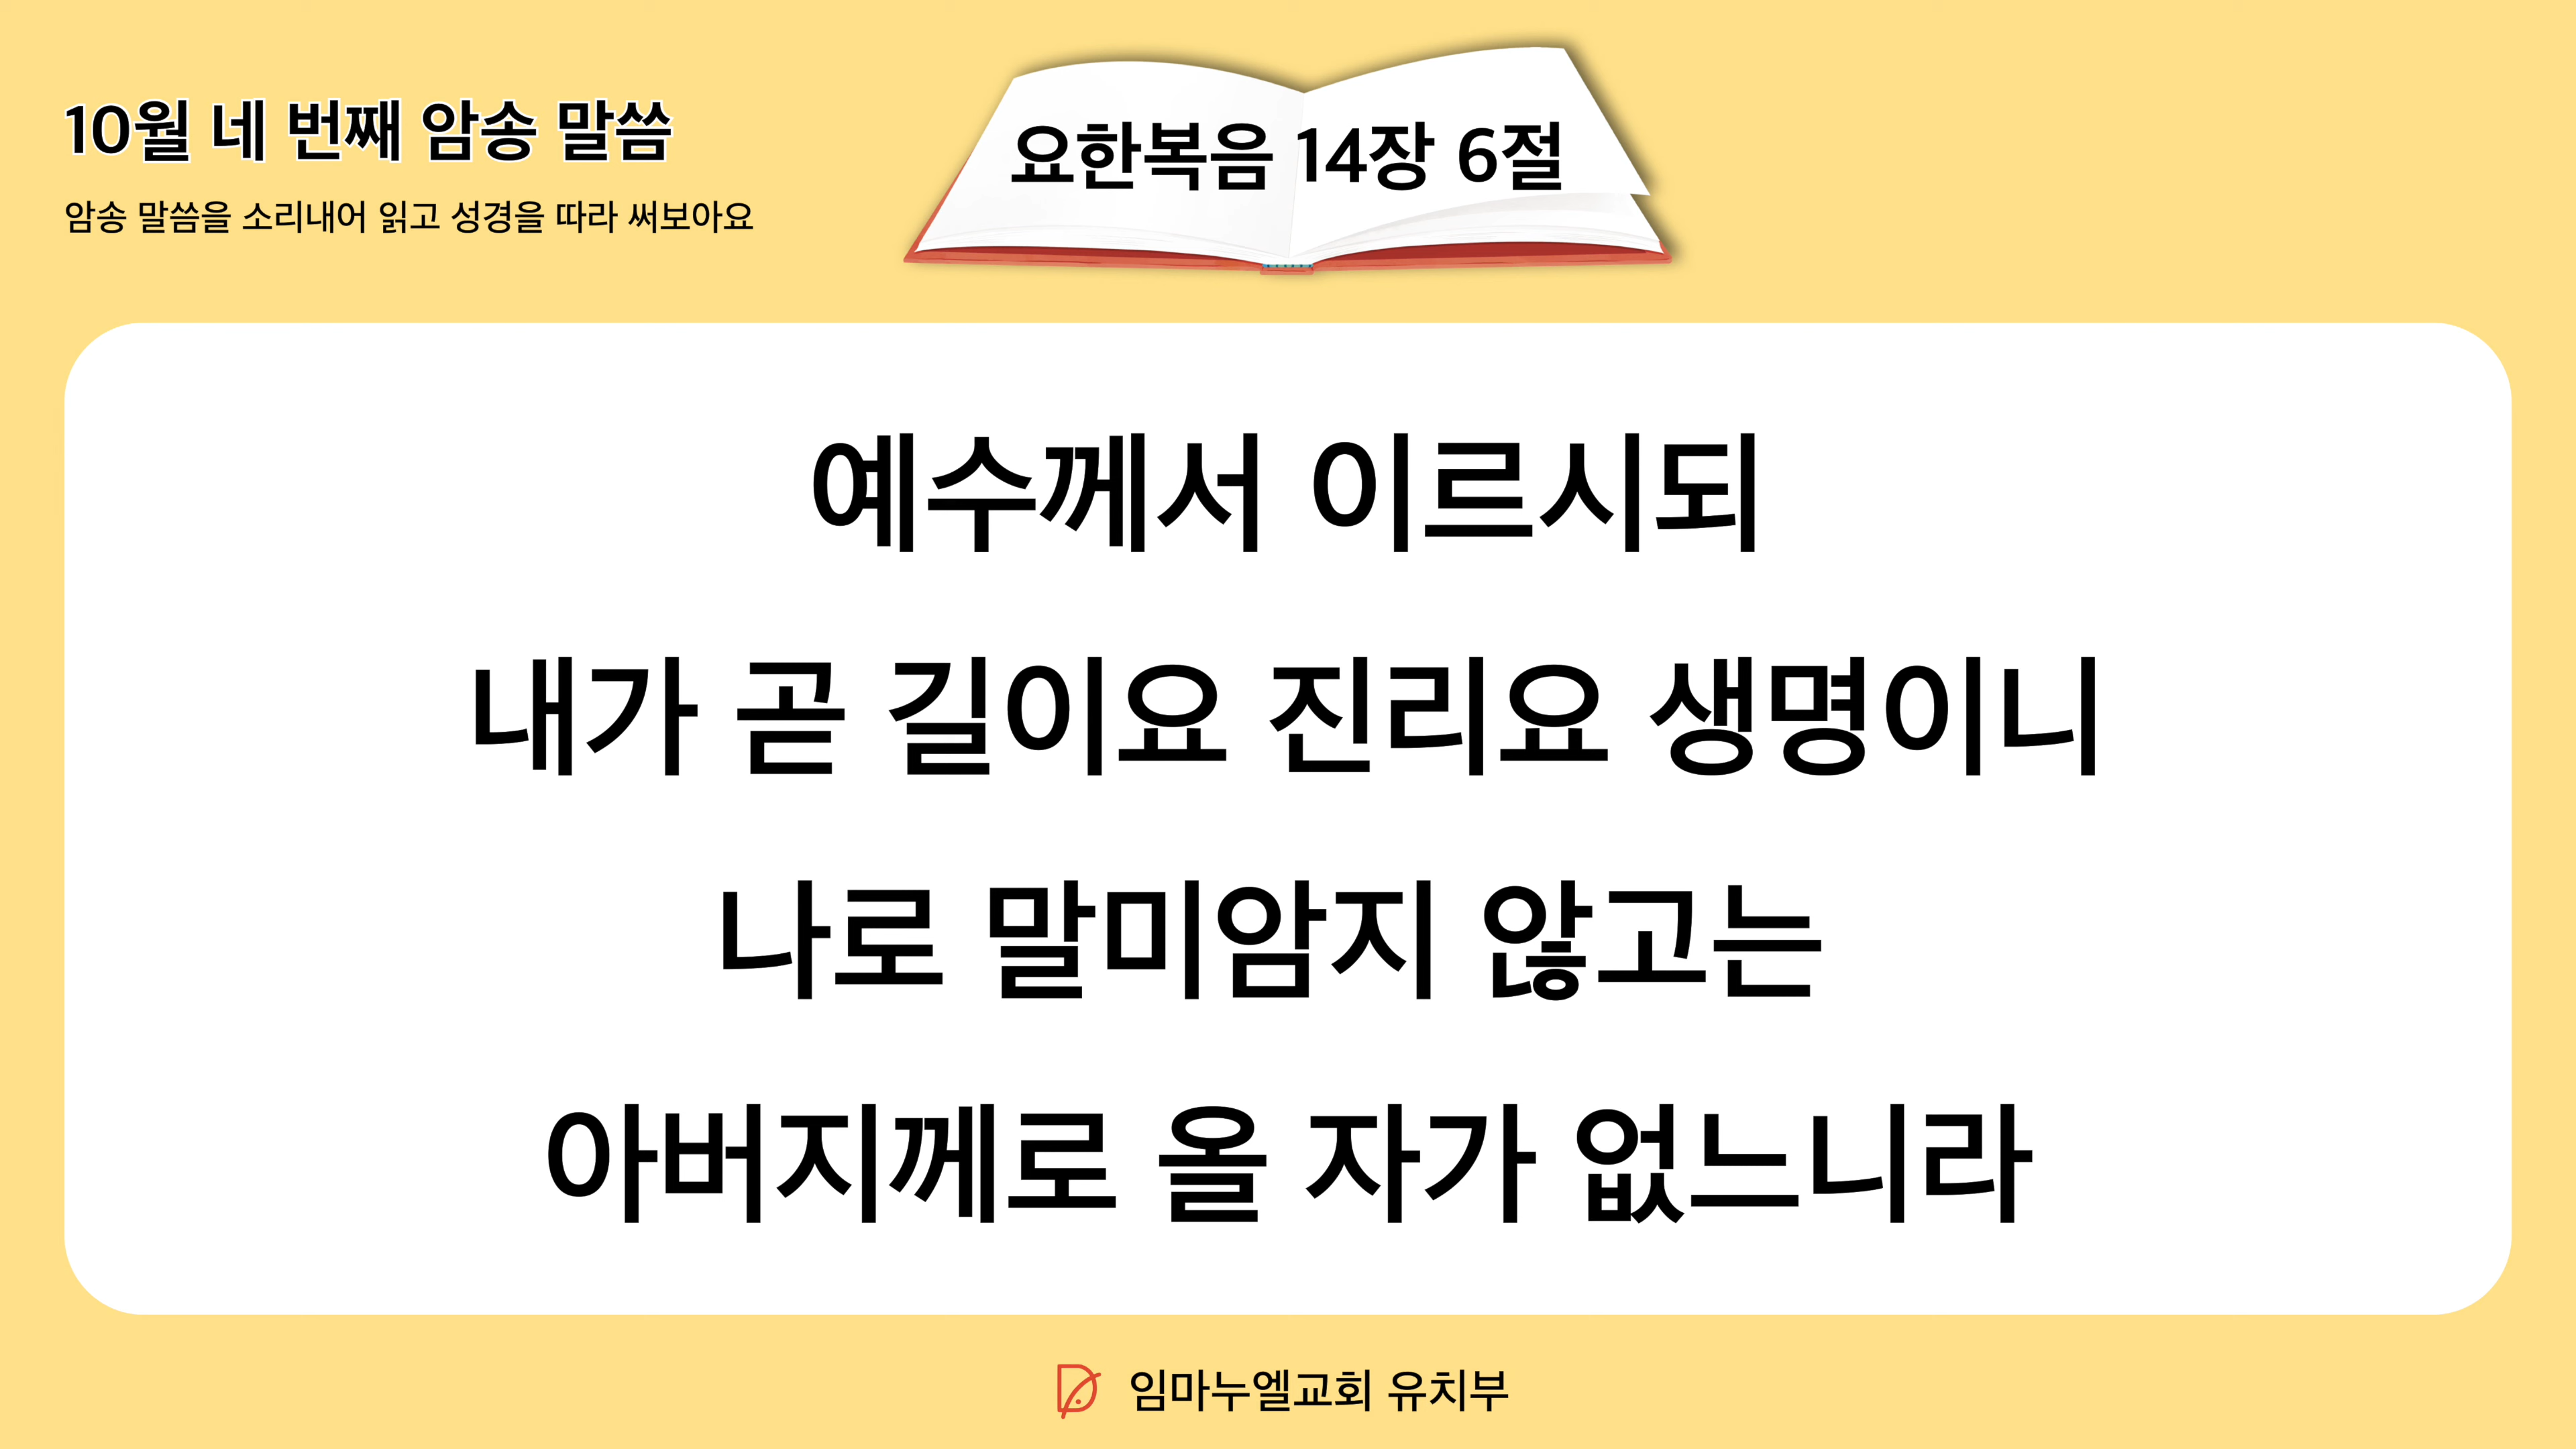 10월 네 번째 암송 말씀
암송 말씀을 소리내어 읽고 성경을 따라 써보아요
요한복음 14장 6절
예수께서 이르시되
내가 곧 길이요 진리요 생명이니
나로 말미암지 않고는
아버지께로 올 자가 없느니라
임마누엘교회 유치부